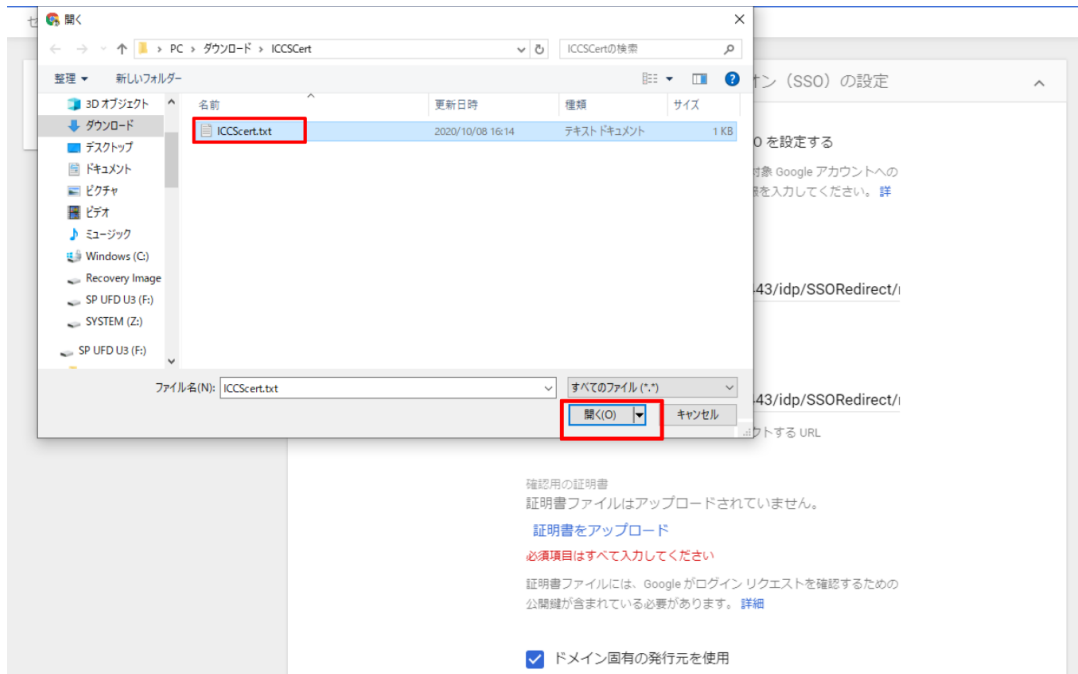 セ
開く
PC > ダウンロード > ICCSCert
ICCSCertの検索
整理 新しいフォルダー
名前 更新日時 種類 サイズ
ICCScert.txt 2020/10/08 16:14 テキスト ドキュメント 1 KB
3D オブジェクト
ダウンロード
デスクトップ
ドキュメント
ピクチャ
ビデオ
ミュージック
Windows (C:)
Recovery Image
SP UFD U3 (F:)
SYSTEM (Z:)
SP UFD U3 (F:)
ファイル名(N): ICCScert.txt すべてのファイル (*.*)
開く(O) キャンセル
オン（SSO）の設定
O を設定する
対象 Google アカウントへの
を入力してください。 詳
43/idp/SSORedirect/
43/idp/SSORedirect/
クトする URL
確認用の証明書
証明書ファイルはアップロードされていません。
証明書をアップロード
必須項目はすべて入力してください
証明書ファイルには、Google がログイン リクエストを確認するための
公開鍵が含まれている必要があります。 詳細
ドメイン固有の発行元を使用